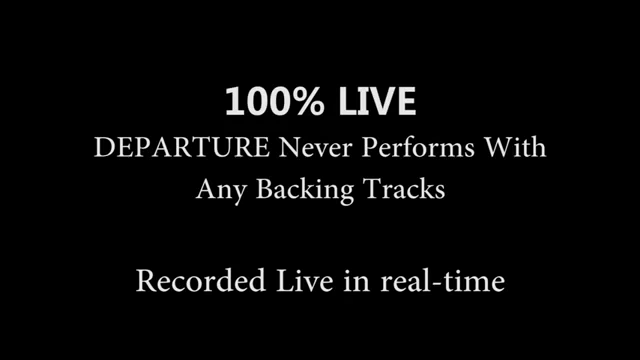 100% LIVE
DEPARTURE Never Performs With
Any Backing Tracks
Recorded Live in real-time